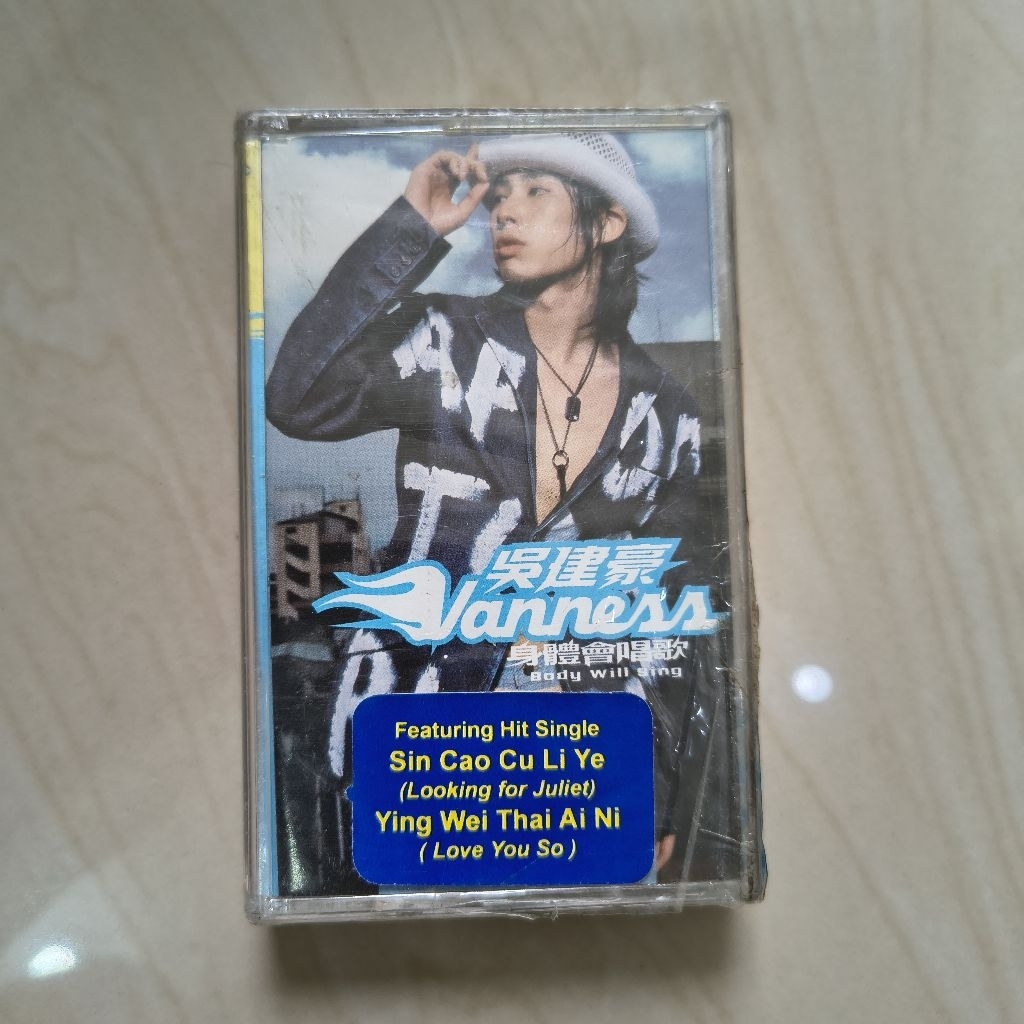 吳建豪
Vanness
身體會唱歌
Body Will Sing
Featuring Hit Single
Sin Cao Cu Li Ye
(Looking for Juliet)
Ying Wei Thai Ai Ni
( Love You So )